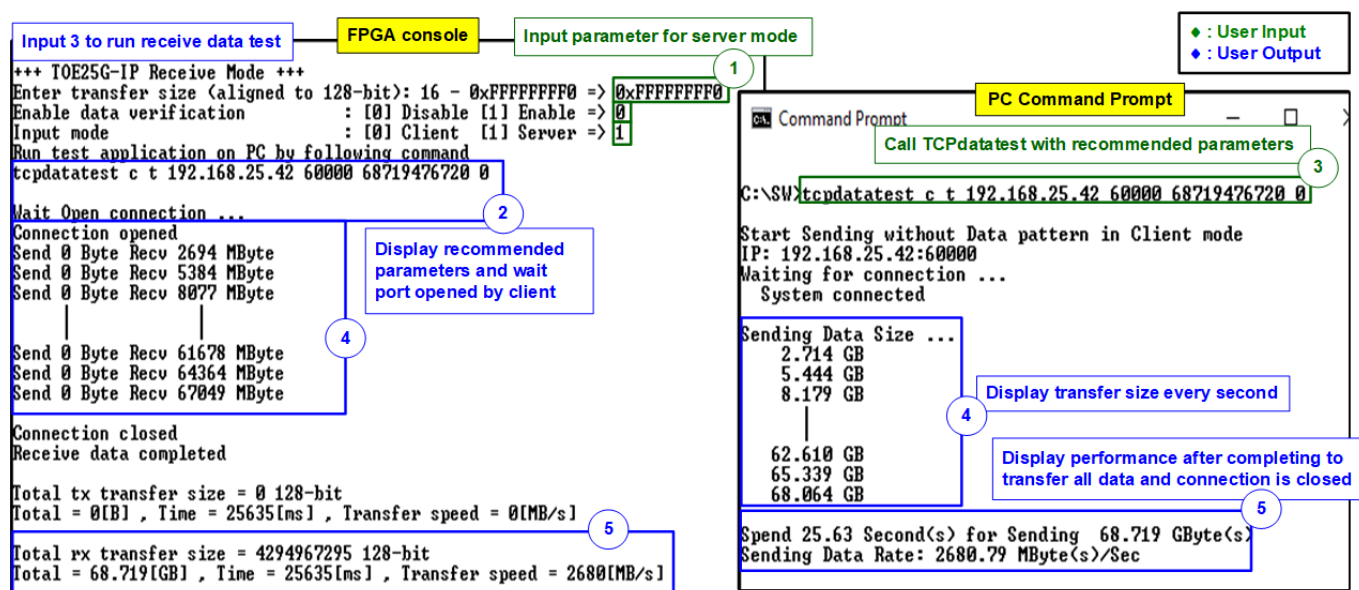 Input 3 to run receive data test
FPGA console
Input parameter for server mode
◆ : User Input
◆ : User Output
+++ TOE25G-IP Receive Mode +++
1
Enter transfer size (aligned to 128-bit): 16 - 0xFFFFFFFF0 => 0xFFFFFFFF0
Enable data verification : [0] Disable [1] Enable => 0
Input mode : [0] Client [1] Server => 1
Run test application on PC by following command
tcpdatatest c t 192.168.25.42 60000 68719476720 0
Wait Open connection ...
2
Display recommended
parameters and wait
port opened by client
Connection opened
Send 0 Byte Recv 2694 MByte
Send 0 Byte Recv 5384 MByte
Send 0 Byte Recv 8077 MByte
4
Send 0 Byte Recv 61678 MByte
Send 0 Byte Recv 64364 MByte
Send 0 Byte Recv 67049 MByte
Connection closed
Receive data completed
Total tx transfer size = 0 128-bit
Total = 0[B] , Time = 25635[ms] , Transfer speed = 0[MB/s]
5
Total rx transfer size = 4294967295 128-bit
Total = 68.719[GB] , Time = 25635[ms] , Transfer speed = 2680[MB/s]
PC Command Prompt
Command Prompt
Call TCPdatatest with recommended parameters
3
C:\SW>tcpdatatest c t 192.168.25.42 60000 68719476720 0
Start Sending without Data pattern in Client mode
IP: 192.168.25.42:60000
Waiting for connection ...
System connected
Sending Data Size ...
2.714 GB
5.444 GB
8.179 GB
Display transfer size every second
4
62.610 GB
65.339 GB
68.064 GB
Display performance after completing to
transfer all data and connection is closed
5
Spend 25.63 Second(s) for Sending 68.719 GByte(s)
Sending Data Rate: 2680.79 MByte(s)/Sec